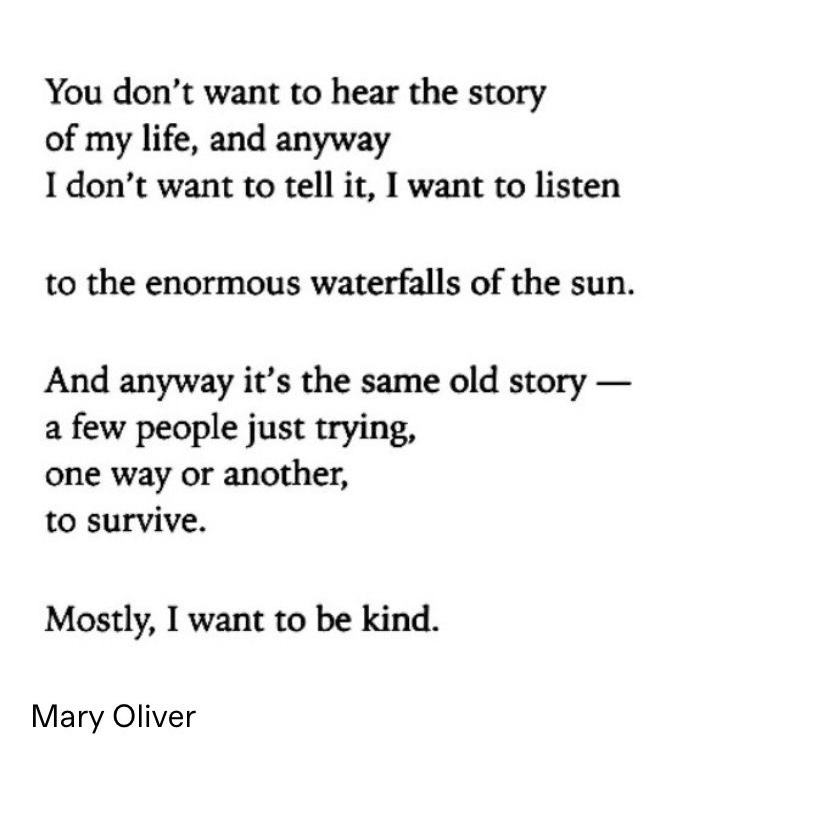 You don’t want to hear the story
of my life, and anyway
I don’t want to tell it, I want to listen
to the enormous waterfalls of the sun.
And anyway it’s the same old story —
a few people just trying,
one way or another,
to survive.
Mostly, I want to be kind.
Mary Oliver